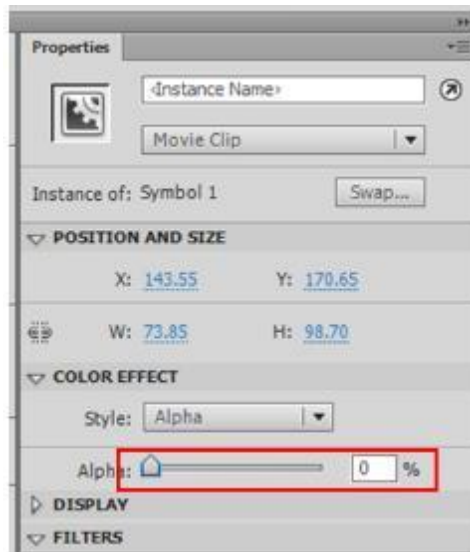 Properties
<Instance Name>
Movie Clip
Instance of: Symbol 1 Swap...
POSITION AND SIZE
X: 143.55 Y: 170.65
W: 73.85 H: 98.70
COLOR EFFECT
Style: Alpha
Alpha: 0 %
DISPLAY
FILTERS